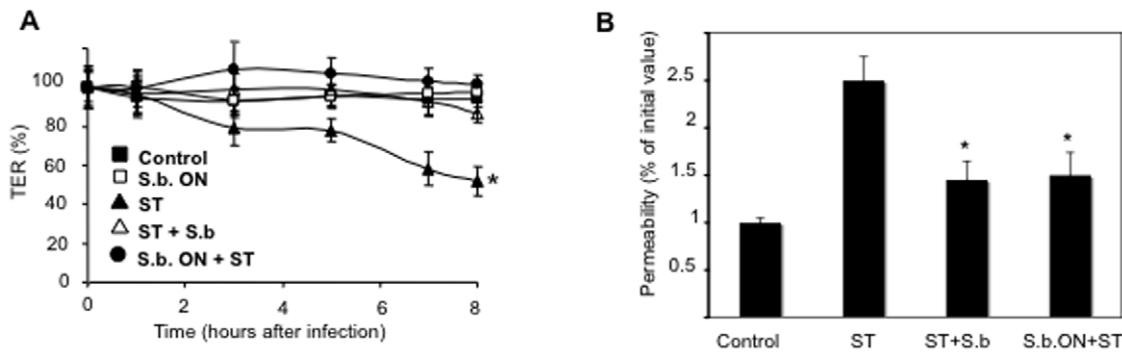 A
TER (%)
100
80
60
40
20
0
Control
S.b. ON
ST
ST + S.b
S.b. ON + ST
*
0
2
4
6
8
Time (hours after infection)
B
Permeability (% of initial value)
2.5
2
1.5
1
0.5
*
*
Control
ST
ST+S.b
S.b.ON+ST